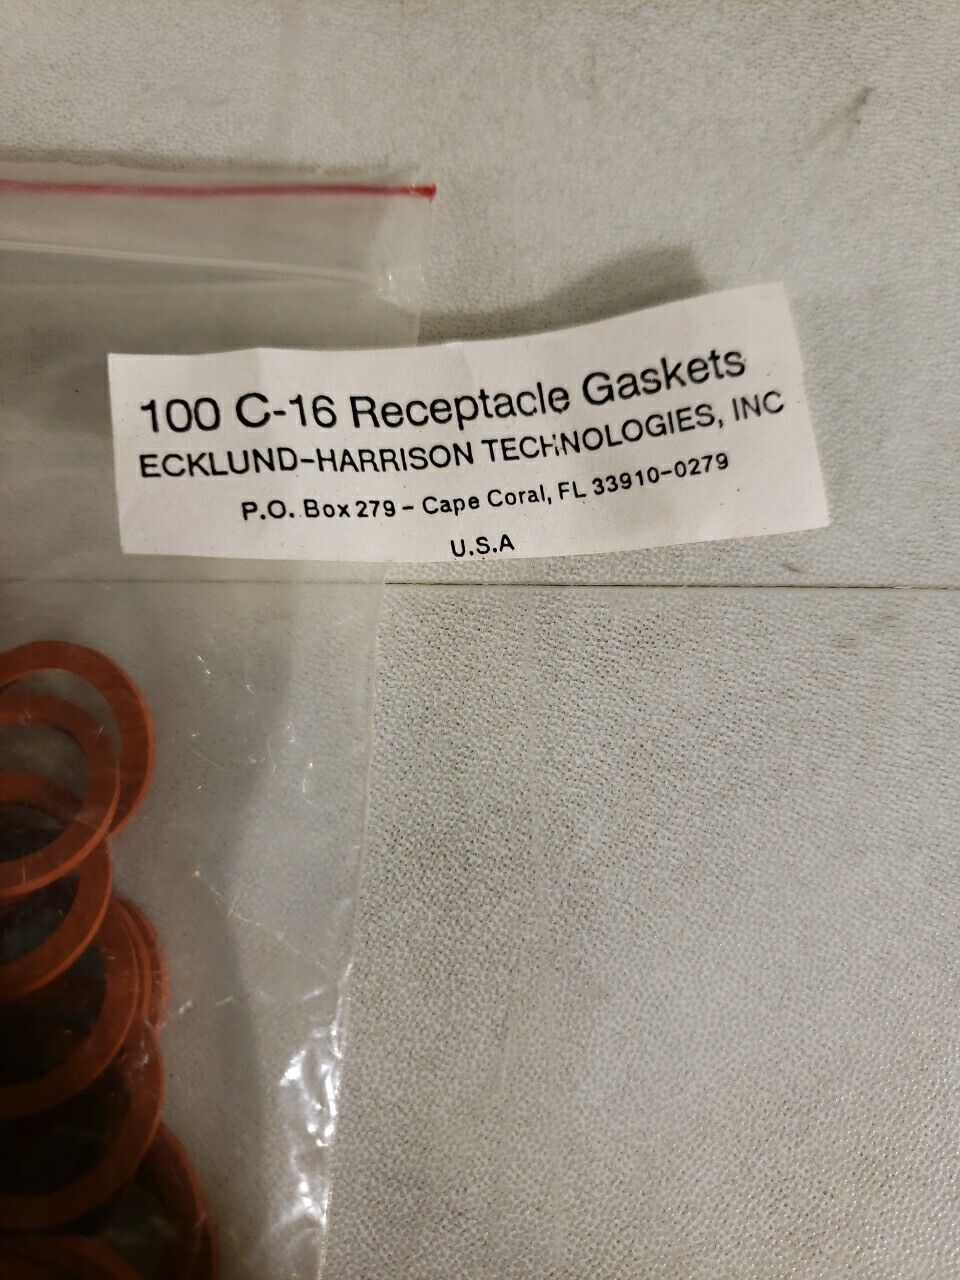 100 C-16 Receptacle Gaskets
ECKLUND-HARRISON TECHNOLOGIES, INC
P.O. Box 279 - Cape Coral, FL 33910-0279
U.S.A